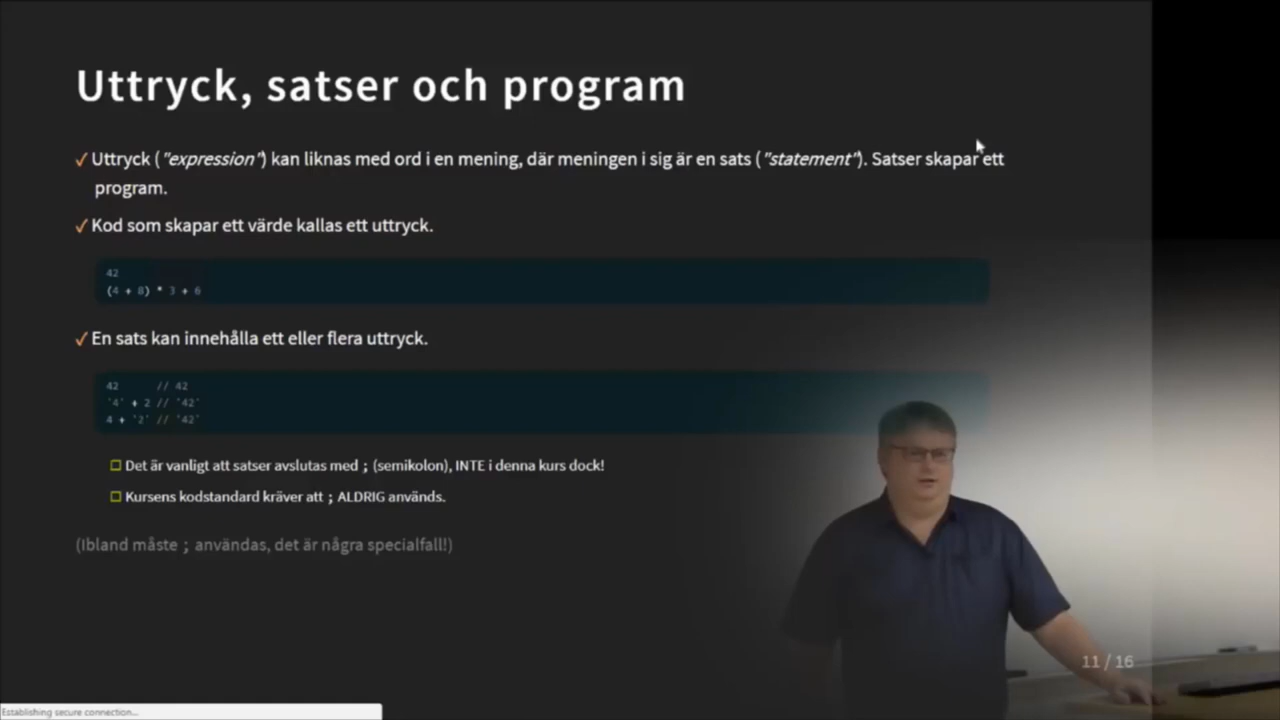 Uttryck, satser och program
✓ Uttryck ("expression") kan liknas med ord i en mening, där meningen i sig är en sats ("statement"). Satser skapar ett
program.
✓ Kod som skapar ett värde kallas ett uttryck.
42
(4 + 8) * 3 + 6
✓ En sats kan innehålla ett eller flera uttryck.
42 // 42
'4' + 2 // '42'
4 + '2' // '42'
Det är vanligt att satser avslutas med ; (semikolon), INTE i denna kurs dock!
Kursens kodstandard kräver att ; ALDRIG används.
(Ibland måste ; användas, det är några specialfall!)
11 / 16
Establishing secure connection...